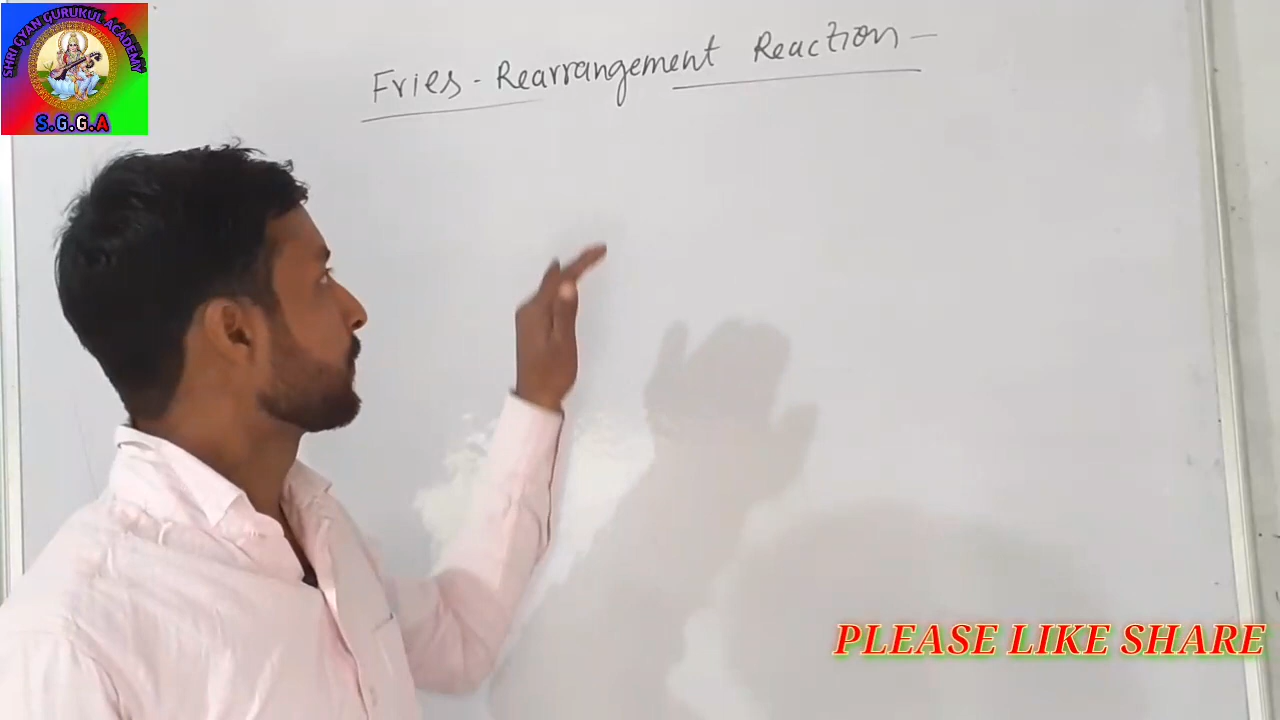 SHRI GYAN GURUKUL ACADEMY
S.G.G.A
Fries - Rearrangement Reaction -
PLEASE LIKE SHARE